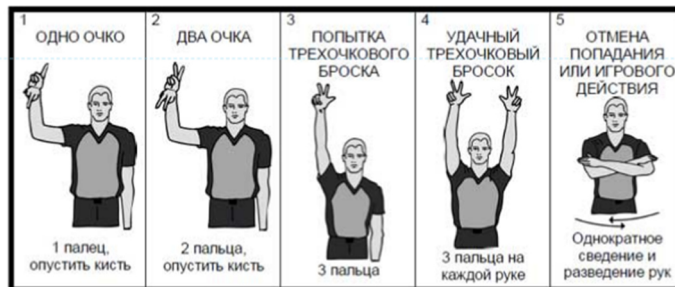 1
ОДНО ОЧКО
1 палец,
опустить кисть
2
ДВА ОЧКА
2 пальца,
опустить кисть
3
ПОПЫТКА
ТРЕХОЧКОВОГО
БРОСКА
3 пальца
4
УДАЧНЫЙ
ТРЕХОЧКОВЫЙ
БРОСОК
3 пальца на
каждой руке
5
ОТМЕНА
ПОПАДАНИЯ
ИЛИ ИГРОВОГО
ДЕЙСТВИЯ
Однократное
сведение и
разведение рук